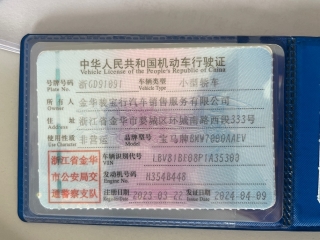 中华人民共和国机动车行驶证
Vehicle License of the People's Republic of China
号牌号码 浙GD9109T 车辆类型 小型轿车
Plate No. Vehicle Type
所有人 金华骏宝行汽车销售服务有限公司
Owner
住址 浙江省金华市婺城区环城南路西段333号
Address
使用性质 非营运 品牌型号 宝马牌BMW7000AAEV
Use Character Model
浙江省金华 车辆识别代号
VIN
市公安局交 发动机号码 H3548448
Engine No.
通警察支队 注册日期 2023-03-22 发证日期 2024-04-09
Register Date Issue Date